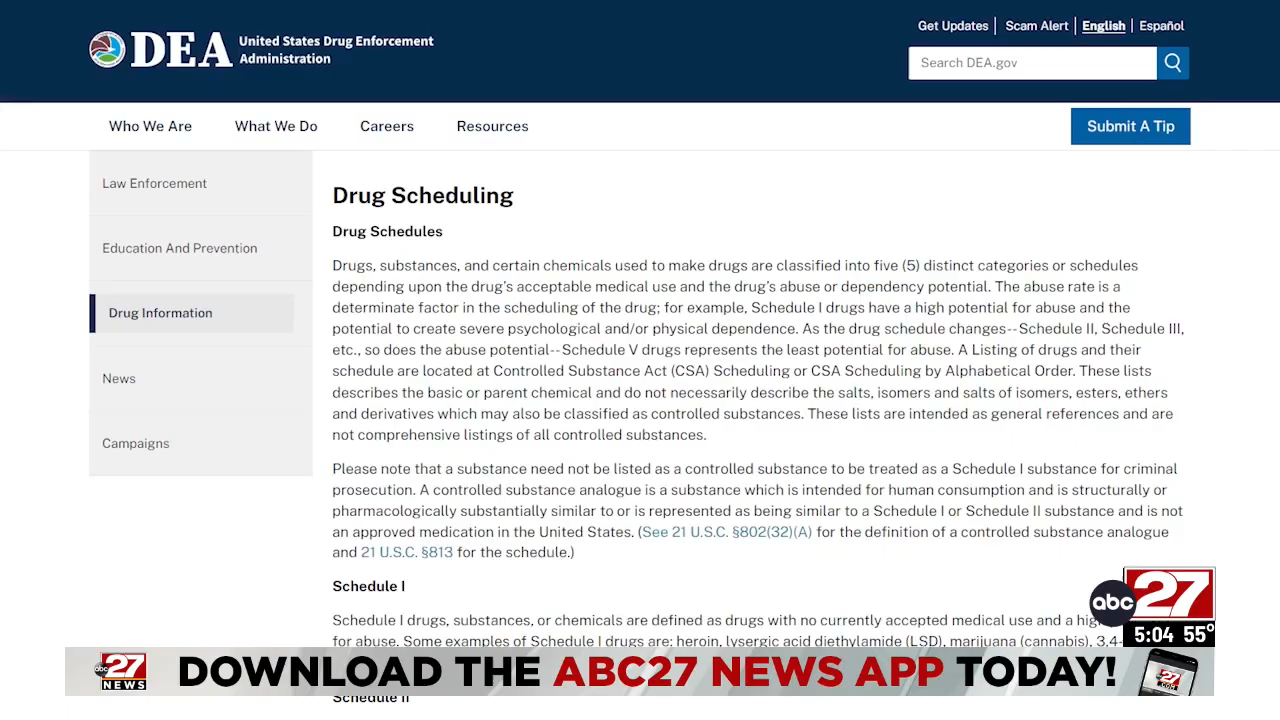 Get Updates
Scam Alert
English
Español
DEA
United States Drug Enforcement
Administration
Search DEA.gov
Who We Are
What We Do
Careers
Resources
Submit A Tip
Law Enforcement
Education And Prevention
Drug Information
News
Campaigns
Drug Scheduling
Drug Schedules
Drugs, substances, and certain chemicals used to make drugs are classified into five (5) distinct categories or schedules
depending upon the drug's acceptable medical use and the drug's abuse or dependency potential. The abuse rate is a
determinate factor in the scheduling of the drug; for example, Schedule I drugs have a high potential for abuse and the
potential to create severe psychological and/or physical dependence. As the drug schedule changes-- Schedule II, Schedule III,
etc., so does the abuse potential-- Schedule V drugs represents the least potential for abuse. A Listing of drugs and their
schedule are located at Controlled Substance Act (CSA) Scheduling or CSA Scheduling by Alphabetical Order. These lists
describes the basic or parent chemical and do not necessarily describe the salts, isomers and salts of isomers, esters, ethers
and derivatives which may also be classified as controlled substances. These lists are intended as general references and are
not comprehensive listings of all controlled substances.
Please note that a substance need not be listed as a controlled substance to be treated as a Schedule I substance for criminal
prosecution. A controlled substance analogue is a substance which is intended for human consumption and is structurally or
pharmacologically substantially similar to or is represented as being similar to a Schedule I or Schedule II substance and is not
an approved medication in the United States. (See 21 U.S.C. §802(32)(A) for the definition of a controlled substance analogue
and 21 U.S.C. §813 for the schedule.)
Schedule I
Schedule I drugs, substances, or chemicals are defined as drugs with no currently accepted medical use and a
for abuse. Some examples of Schedule I drugs are: heroin, lysergic acid diethylamide (LSD), marijuana (cannabis), 3,4-
Schedule II
abc 27
5:04 55°
abc 27
NEWS
DOWNLOAD THE ABC27 NEWS APP TODAY!